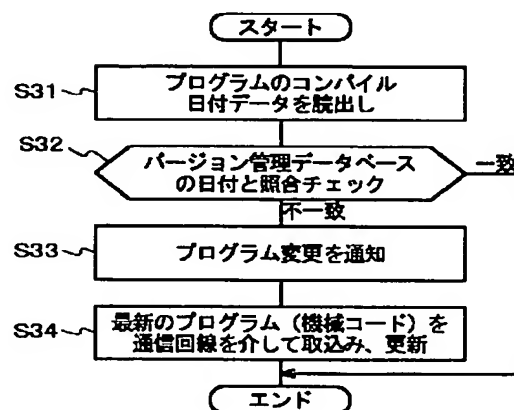 スタート
S31
プログラムのコンパイル
日付データを読出し
S32
バージョン管理データベース
の日付と照合チェック
一致
不一致
S33
プログラム変更を通知
S34
最新のプログラム（機械コード）を
通信回線を介して取込み、更新
エンド